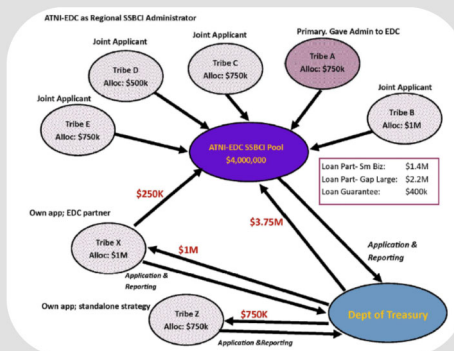 ATNI-EDC as Regional SSBCI Administrator
Joint Applicant
Primary. Gave Admin to EDC
Joint Applicant
Tribe C
Alloc: $750k
Tribe A
Alloc: $750k
Tribe D
Alloc: $500k
Joint Applicant
Joint Applicant
Tribe B
Alloc: $1M
Tribe E
Alloc: $750k
ATNI-EDC SSBCI Pool
$4,000,000
Loan Part- Sm Biz: $1.4M
Loan Part- Gap Large: $2.2M
Loan Guarantee: $400k
$250K
$3.75M
Own app; EDC partner
Tribe X
Alloc: $1M
$1M
Application &
Reporting
Application &
Reporting
Own app; standalone strategy
Tribe Z
Alloc: $750k
$750K
Application &Reporting
Dept of Treasury